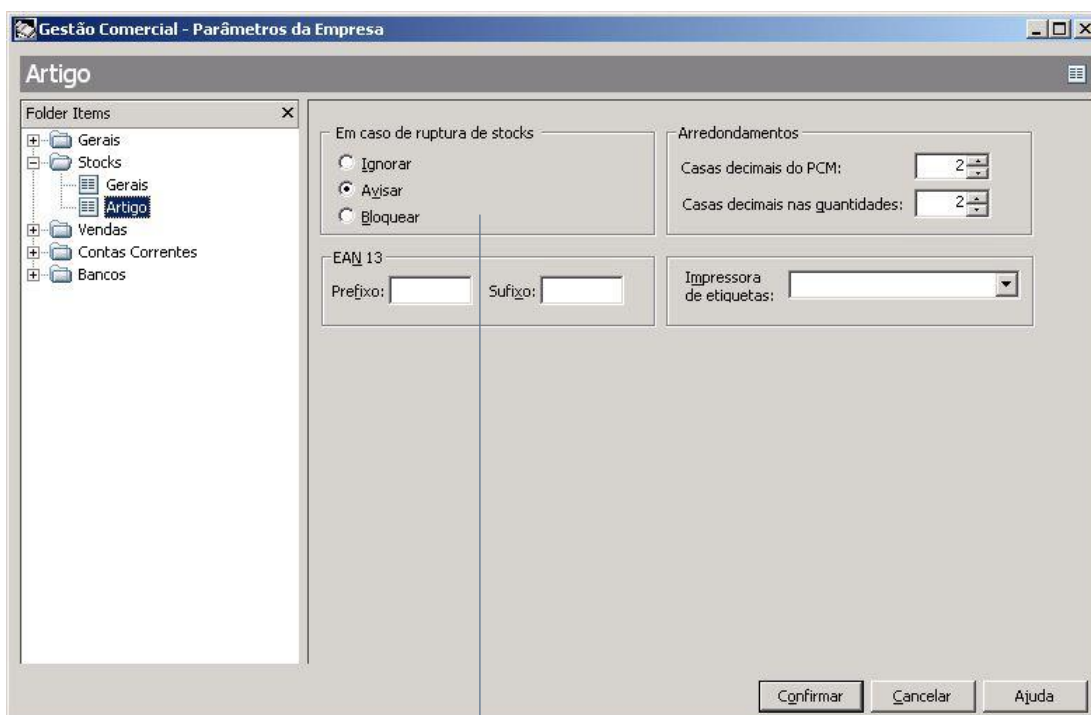 Gestão Comercial - Parâmetros da Empresa
Artigo
Folder Items
Gerais
Stocks
Gerais
Artigo
Vendas
Contas Correntes
Bancos
Em caso de ruptura de stocks
Ignorar
Avisar
Bloquear
Arredondamentos
Casas decimais do PCM: 2
Casas decimais nas quantidades: 2
EAN 13
Prefixo: Sufixo:
Impressora
de etiquetas:
Confirmar Cancelar Ajuda